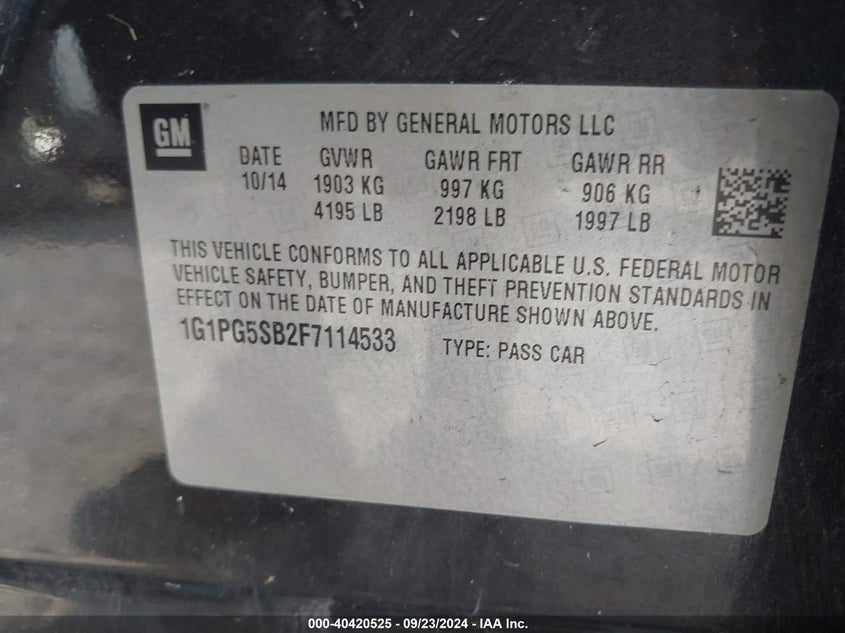 GM
MFD BY GENERAL MOTORS LLC
DATE GVWR GAWR FRT GAWR RR
10/14 1903 KG 997 KG 906 KG
4195 LB 2198 LB 1997 LB
THIS VEHICLE CONFORMS TO ALL APPLICABLE U.S. FEDERAL MOTOR
VEHICLE SAFETY, BUMPER, AND THEFT PREVENTION STANDARDS IN
EFFECT ON THE DATE OF MANUFACTURE SHOWN ABOVE.
1G1PG5SB2F7114533 TYPE: PASS CAR
000-40420525 - 09/23/2024 - IAA Inc.